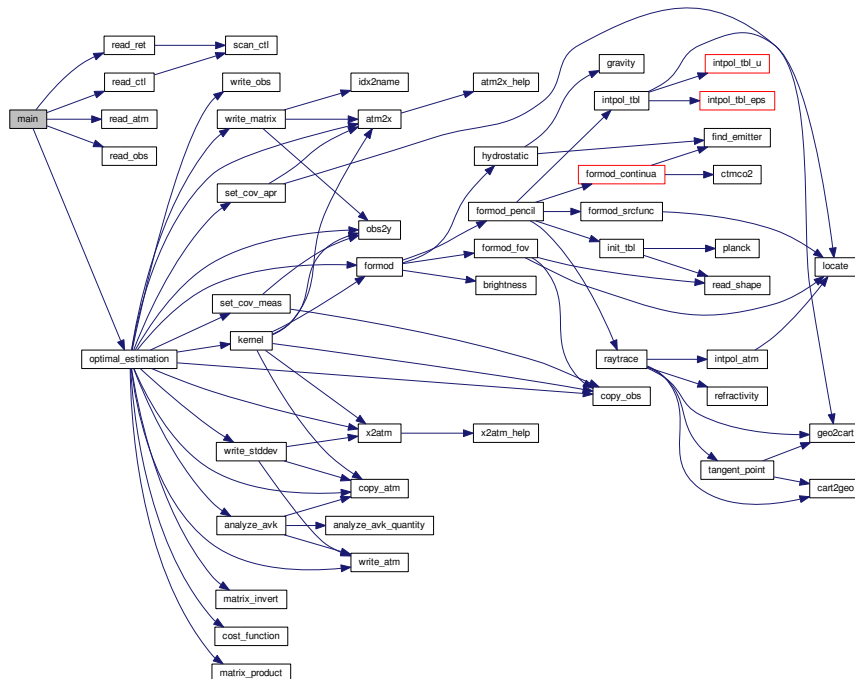 main
read_ret
read_ctl
read_atm
read_obs
optimal_estimation
scan_ctl
write_obs
write_matrix
set_cov_apr
set_cov_meas
kernel
write_stddev
analyze_avk
matrix_invert
cost_function
matrix_product
idx2name
atm2x
obs2y
formod
x2atm
copy_atm
analyze_avk_quantity
write_atm
atm2x_help
hydrostatic
formod_pencil
formod_fov
brightness
x2atm_help
gravity
intpol_tbl
formod_continua
formod_srcfunc
init_tbl
raytrace
copy_obs
intpol_tbl_u
intpol_tbl_eps
find_emitter
ctmco2
planck
read_shape
intpol_atm
refractivity
tangent_point
locate
geo2cart
cart2geo